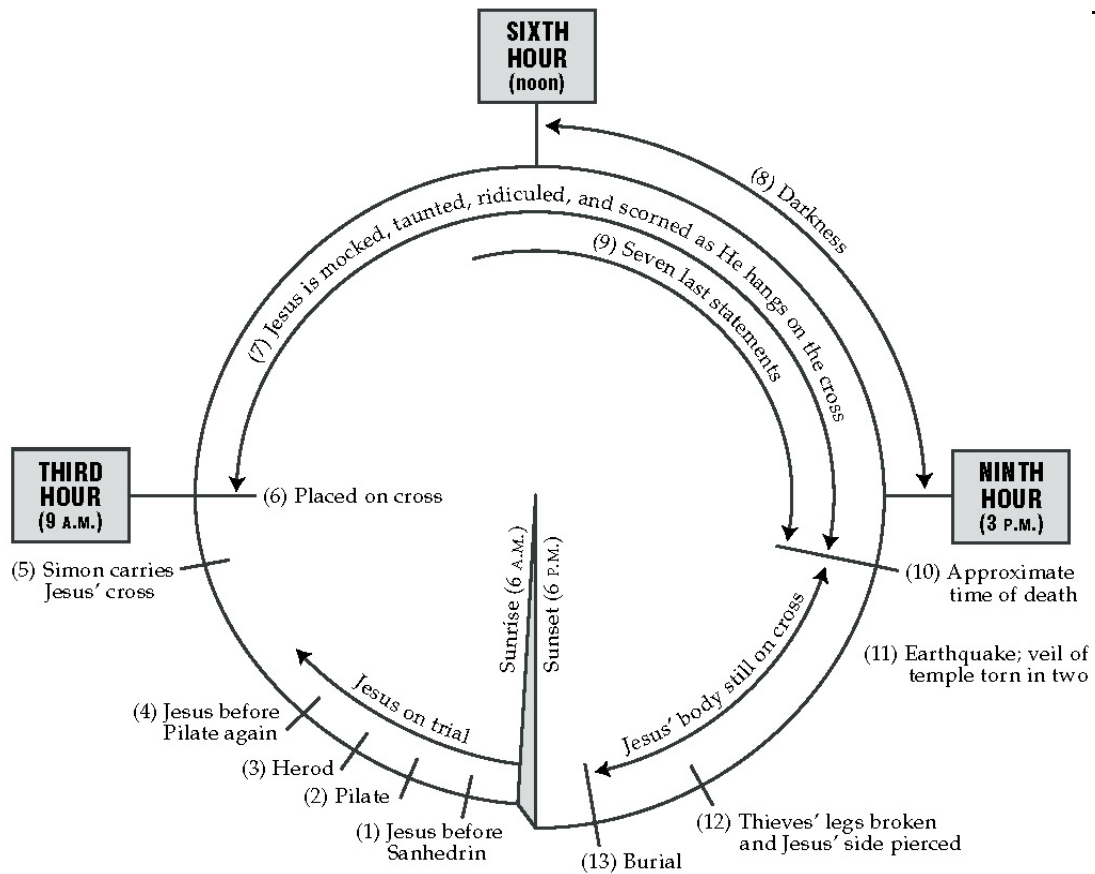 SIXTH
HOUR
(noon)
(8) Darkness
(7) Jesus is mocked, taunted, ridiculed, and scorned as He hangs on the cross
(9) Seven last statements
THIRD
HOUR
(9 A.M.)
(6) Placed on cross
NINTH
HOUR
(3 P.M.)
(5) Simon carries
Jesus' cross
Sunrise (6 A.M.)
Sunset (6 P.M.)
(10) Approximate
time of death
(11) Earthquake; veil of
temple torn in two
Jesus on trial
Jesus' body still on cross
(4) Jesus before
Pilate again
(3) Herod
(2) Pilate
(1) Jesus before
Sanhedrin
(12) Thieves' legs broken
and Jesus' side pierced
(13) Burial